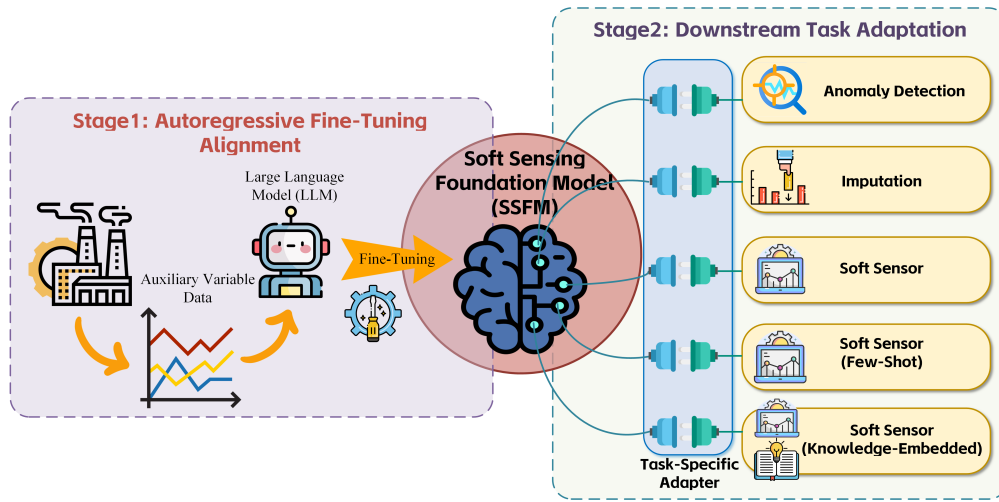 Stage1: Autoregressive Fine-Tuning
Alignment
Large Language
Model (LLM)
Auxiliary Variable
Data
Fine-Tuning
Soft Sensing
Foundation Model
(SSFM)
Stage2: Downstream Task Adaptation
Anomaly Detection
Imputation
Soft Sensor
Soft Sensor
(Few-Shot)
Soft Sensor
(Knowledge-Embedded)
Task-Specific
Adapter